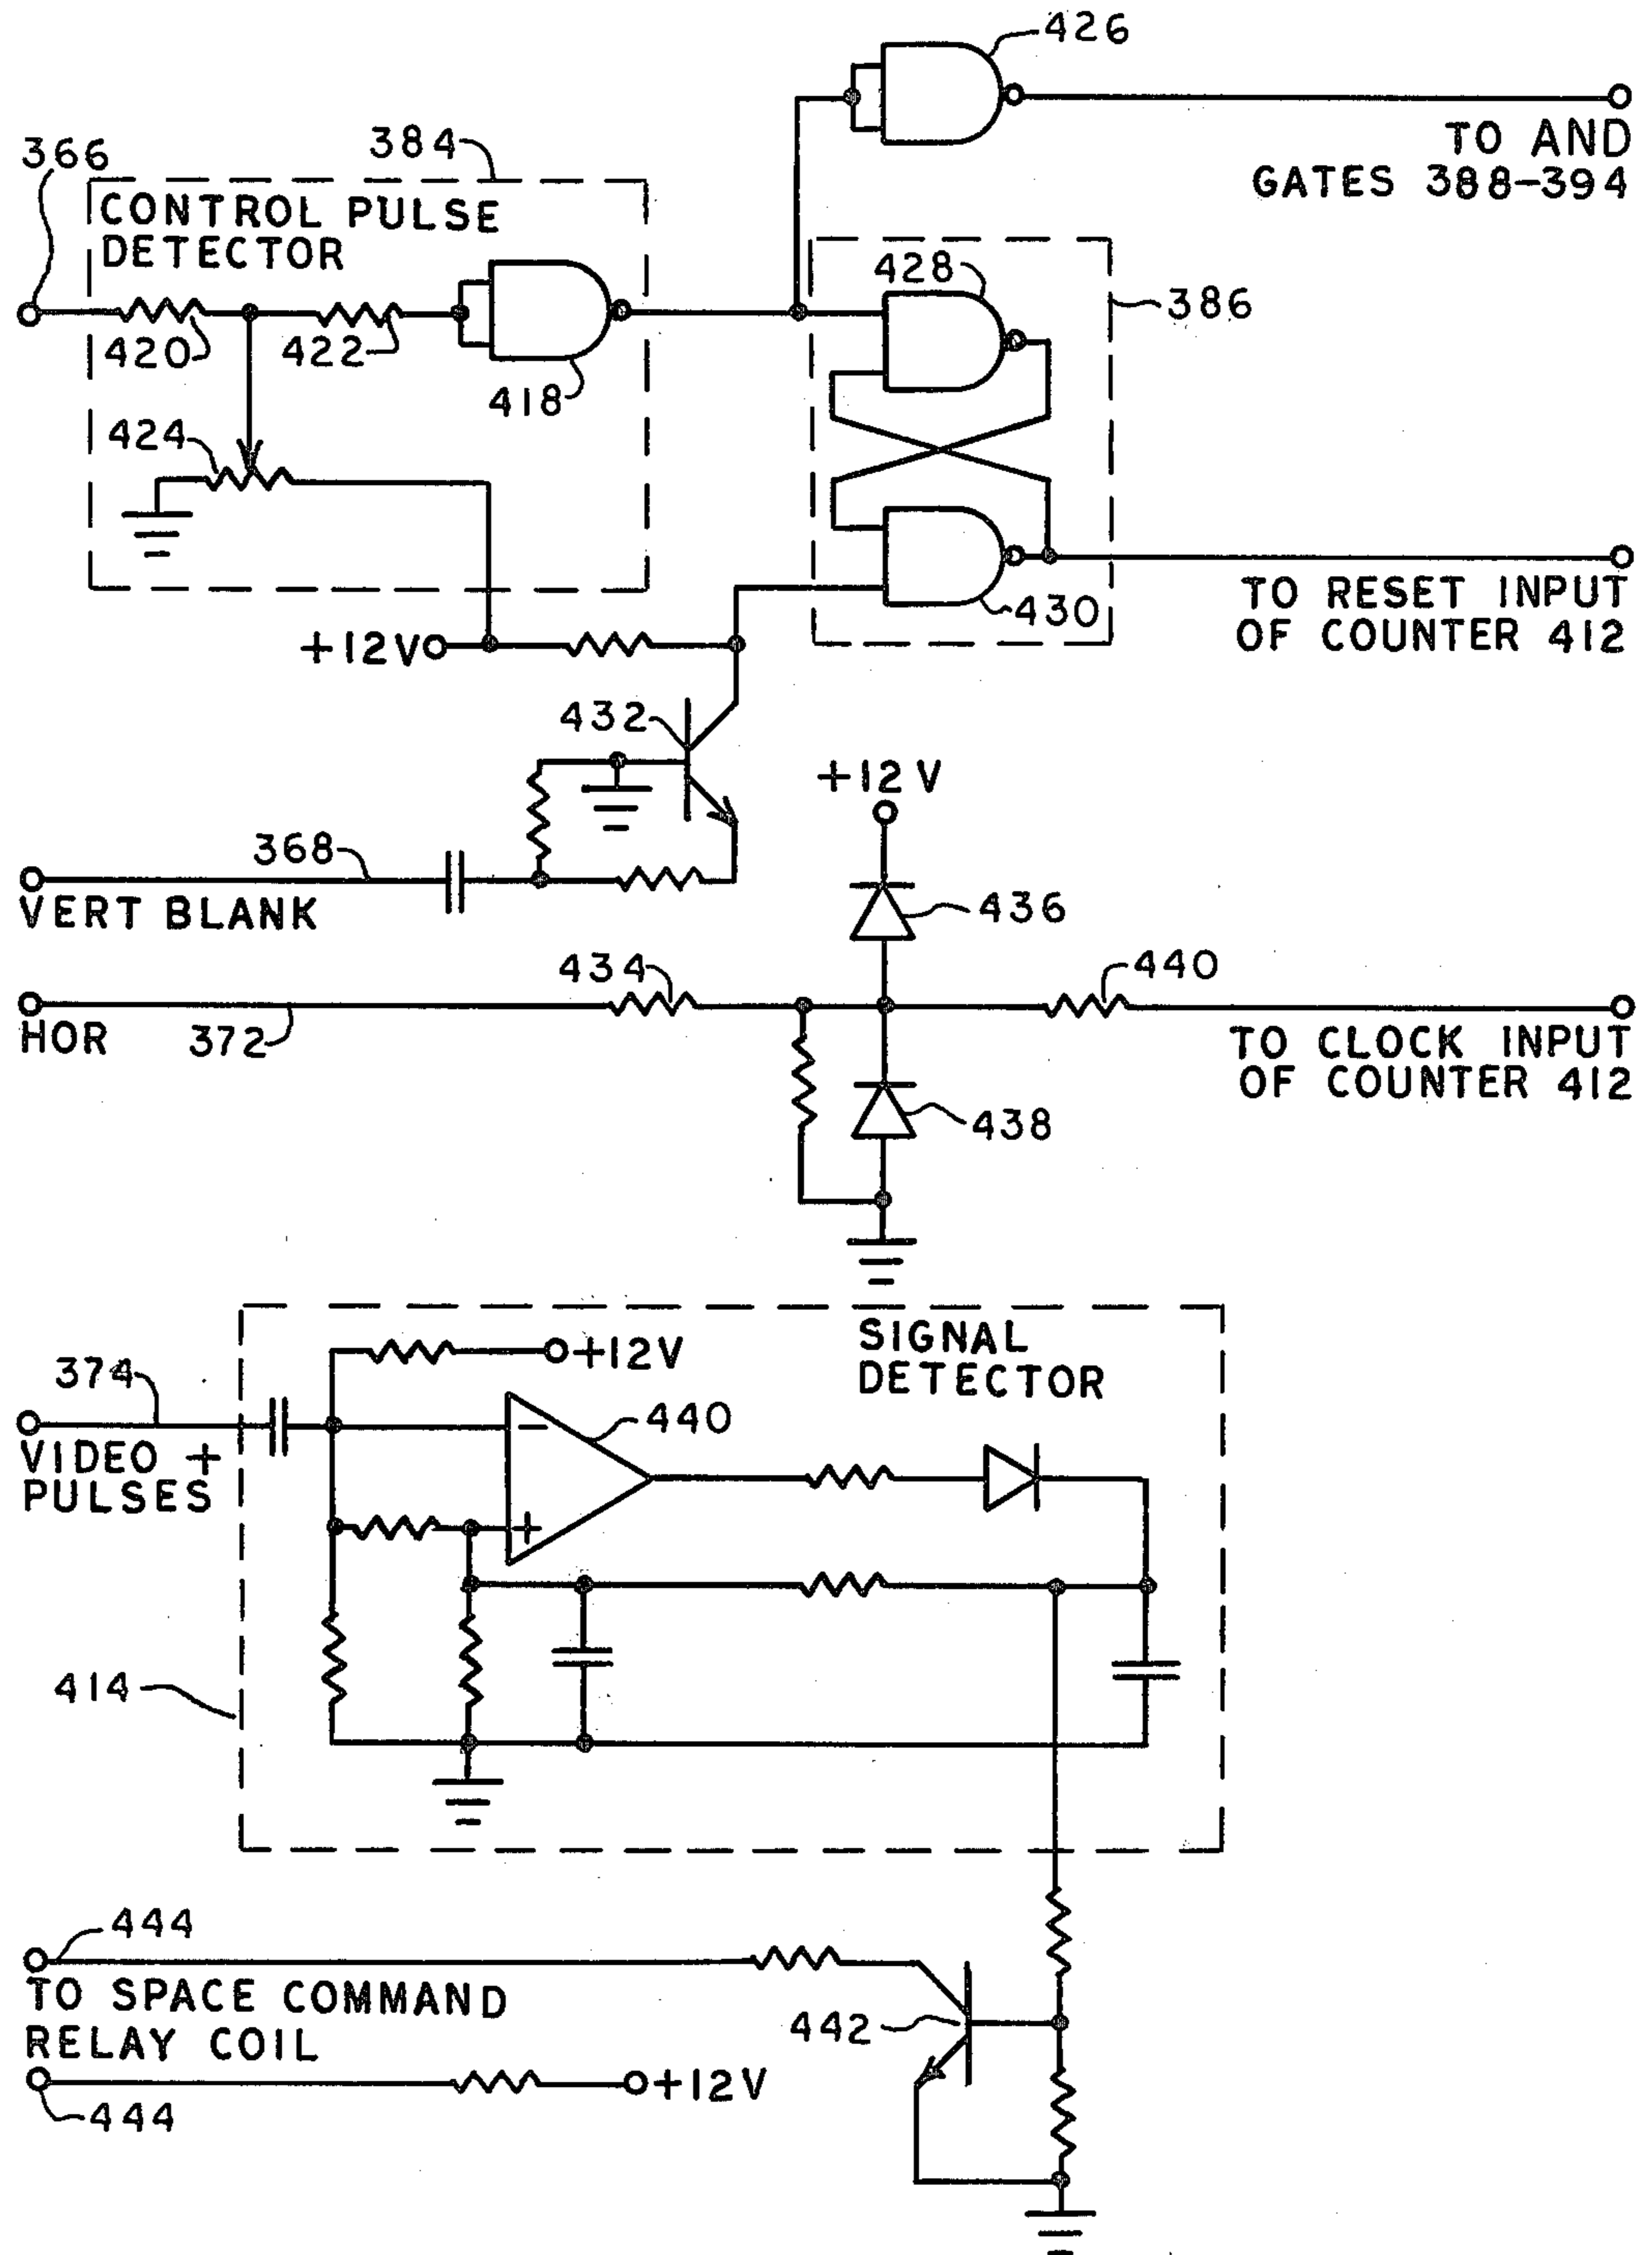 426
TO AND
GATES 388-394
366
384
CONTROL PULSE
DETECTOR
428
386
420
422
418
424
430
TO RESET INPUT
OF COUNTER 412
+12V
432
+12V
368
VERT BLANK
436
434
440
HOR
372
TO CLOCK INPUT
OF COUNTER 412
438
SIGNAL
DETECTOR
+12V
374
440
VIDEO +
PULSES
-
+
414
444
TO SPACE COMMAND
RELAY COIL
442
+12V
444